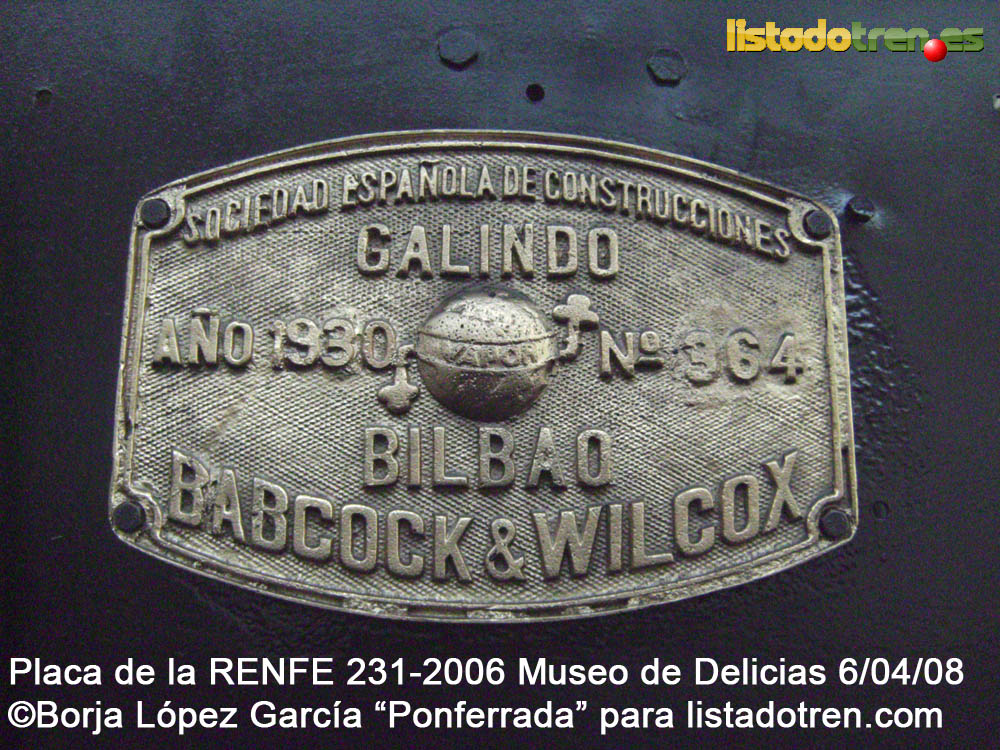 listadotren.es
SOCIEDAD ESPAÑOLA DE CONSTRUCCIONES
GALINDO
AÑO 1930 VAPOR Nº 364
BILBAO
BABCOCK & WILCOX
Placa de la RENFE 231-2006 Museo de Delicias 6/04/08
©Borja López García “Ponferrada” para listadotren.com